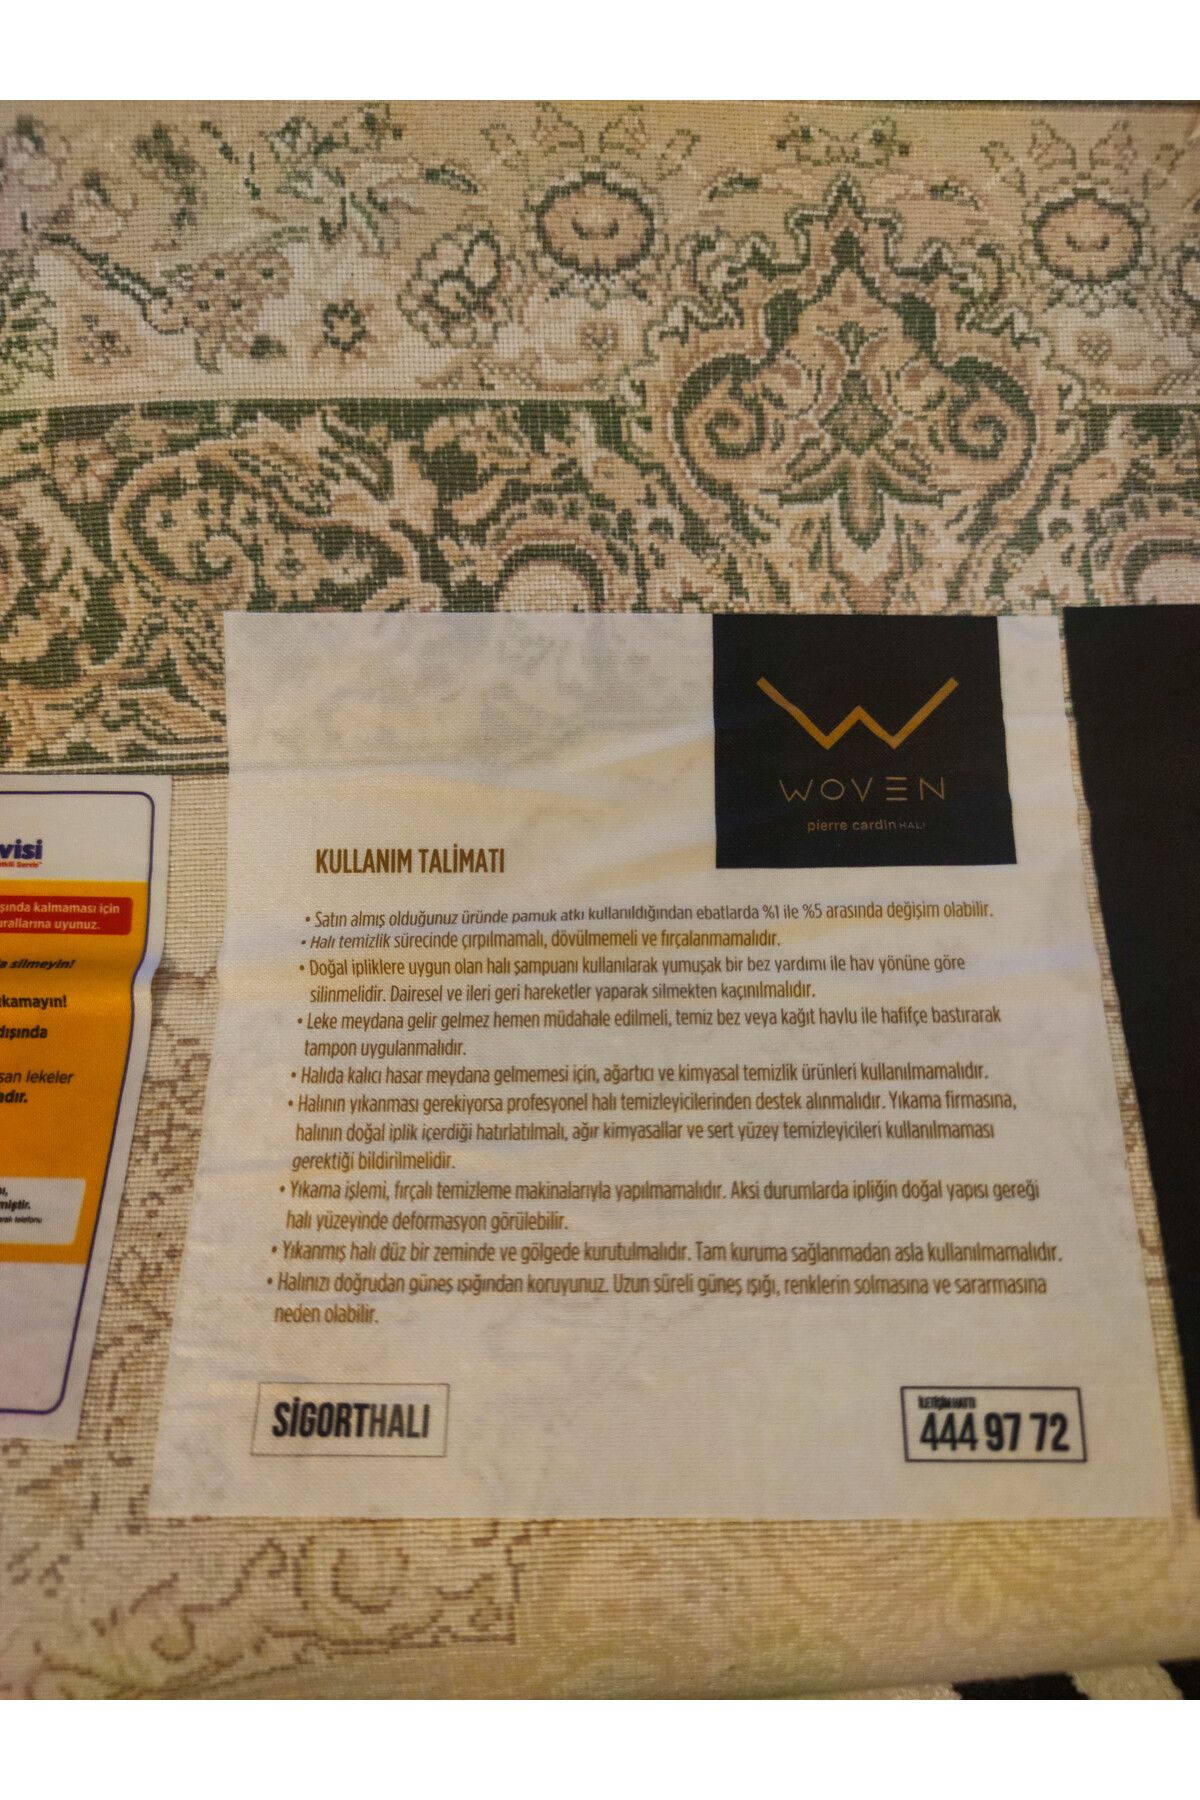 WOVEN
pierre cardin HALI
KULLANIM TALİMATI
• Satın almış olduğunuz üründe pamuk atkı kullanıldığından ebatlarda %1 ile %5 arasında değişim olabilir.
• Halı temizlik sürecinde çırpılmamalı, dövülmemeli ve fırçalanmamalıdır.
• Doğal ipliklere uygun olan halı şampuanı kullanılarak yumuşak bir bez yardımı ile hav yönüne göre
silinmelidir. Dairesel ve ileri geri hareketler yaparak silmekten kaçınılmalıdır.
• Leke meydana gelir gelmez hemen müdahale edilmeli, temiz bez veya kağıt havlu ile hafifçe bastırarak
tampon uygulanmalıdır.
• Halıda kalıcı hasar meydana gelmemesi için, ağartıcı ve kimyasal temizlik ürünleri kullanılmamalıdır.
• Halının yıkanması gerekiyorsa profesyonel halı temizleyicilerinden destek alınmalıdır. Yıkama firmasına,
halının doğal iplik içerdiği hatırlatılmalı, ağır kimyasallar ve sert yüzey temizleyicileri kullanılmaması
gerektiği bildirilmelidir.
• Yıkama işlemi, fırçalı temizleme makinalarıyla yapılmamalıdır. Aksi durumlarda ipliğin doğal yapısı gereği
halı yüzeyinde deformasyon görülebilir.
• Yıkanmış halı düz bir zeminde ve gölgede kurutulmalıdır. Tam kuruma sağlanmadan asla kullanılmamalıdır.
• Halınızı doğrudan güneş ışığından koruyunuz. Uzun süreli güneş ışığı, renklerin solmasına ve sararmasına
neden olabilir.
SİGORTHALI
İLETİŞİM HATTI
444 97 72
visi
tkili Servis
şında kalmaması için
urallarına uyunuz.
a silmeyin!
ıkamayın!
dışında
san lekeler
adır.
miştir.
telefonu